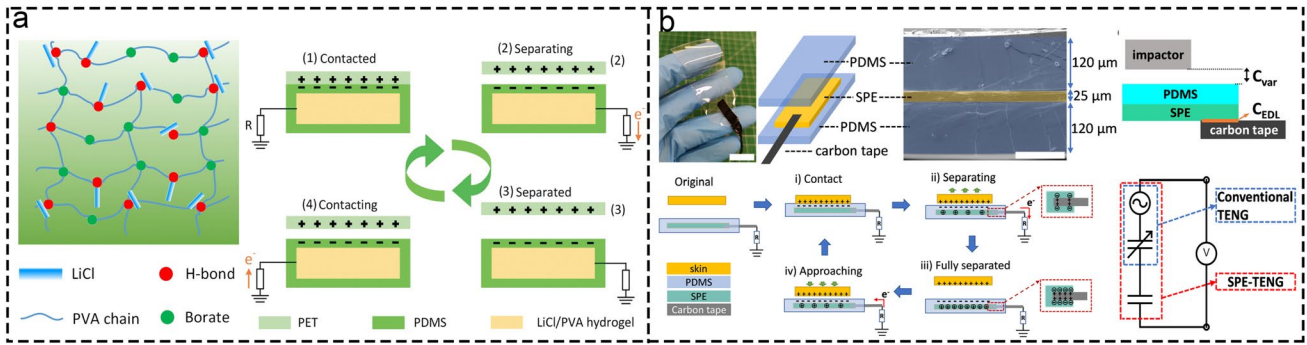 a
(1) Contacted
R
(2) Separating
(2)
e-
(4) Contacting
e-
(3) Separated
(3)
LiCl
H-bond
PVA chain
Borate
PET
PDMS
LiCl/PVA hydrogel
b
PDMS
SPE
PDMS
carbon tape
120 μm
25 μm
120 μm
impactor
Cvar
PDMS
SPE
CEDL
carbon tape
Original
i) Contact
R
ii) Separating
e-
R
iv) Approaching
e-
R
iii) Fully separated
R
skin
PDMS
SPE
Carbon tape
Conventional
TENG
V
SPE-TENG